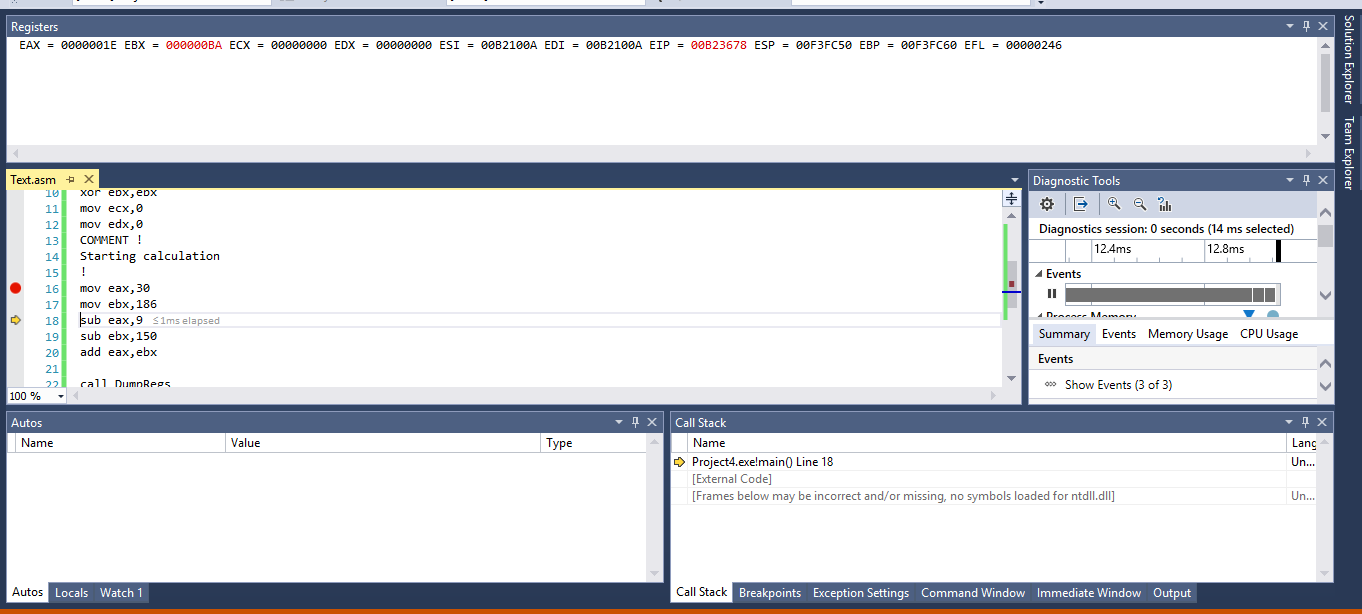 Registers
EAX = 0000001E EBX = 000000BA ECX = 00000000 EDX = 00000000 ESI = 00B2100A EDI = 00B2100A EIP = 00B23678 ESP = 00F3FC50 EBP = 00F3FC60 EFL = 00000246
Solution Explorer
Team Explorer
Text.asm
10 xor ebx,ebx
11 mov ecx,0
12 mov edx,0
13 COMMENT !
14 Starting calculation
15 !
16 mov eax,30
17 mov ebx,186
18 sub eax,9 ≤1ms elapsed
19 sub ebx,150
20 add eax,ebx
21
22 call DumpRegs
100 %
Diagnostic Tools
Diagnostics session: 0 seconds (14 ms selected)
12.4ms 12.8ms
Events
Process Memory
Summary Events Memory Usage CPU Usage
Events
Show Events (3 of 3)
Autos
Name Value Type
Autos Locals Watch 1
Call Stack
Name Lang
Project4.exe!main() Line 18 Un...
[External Code]
[Frames below may be incorrect and/or missing, no symbols loaded for ntdll.dll] Un...
Call Stack Breakpoints Exception Settings Command Window Immediate Window Output